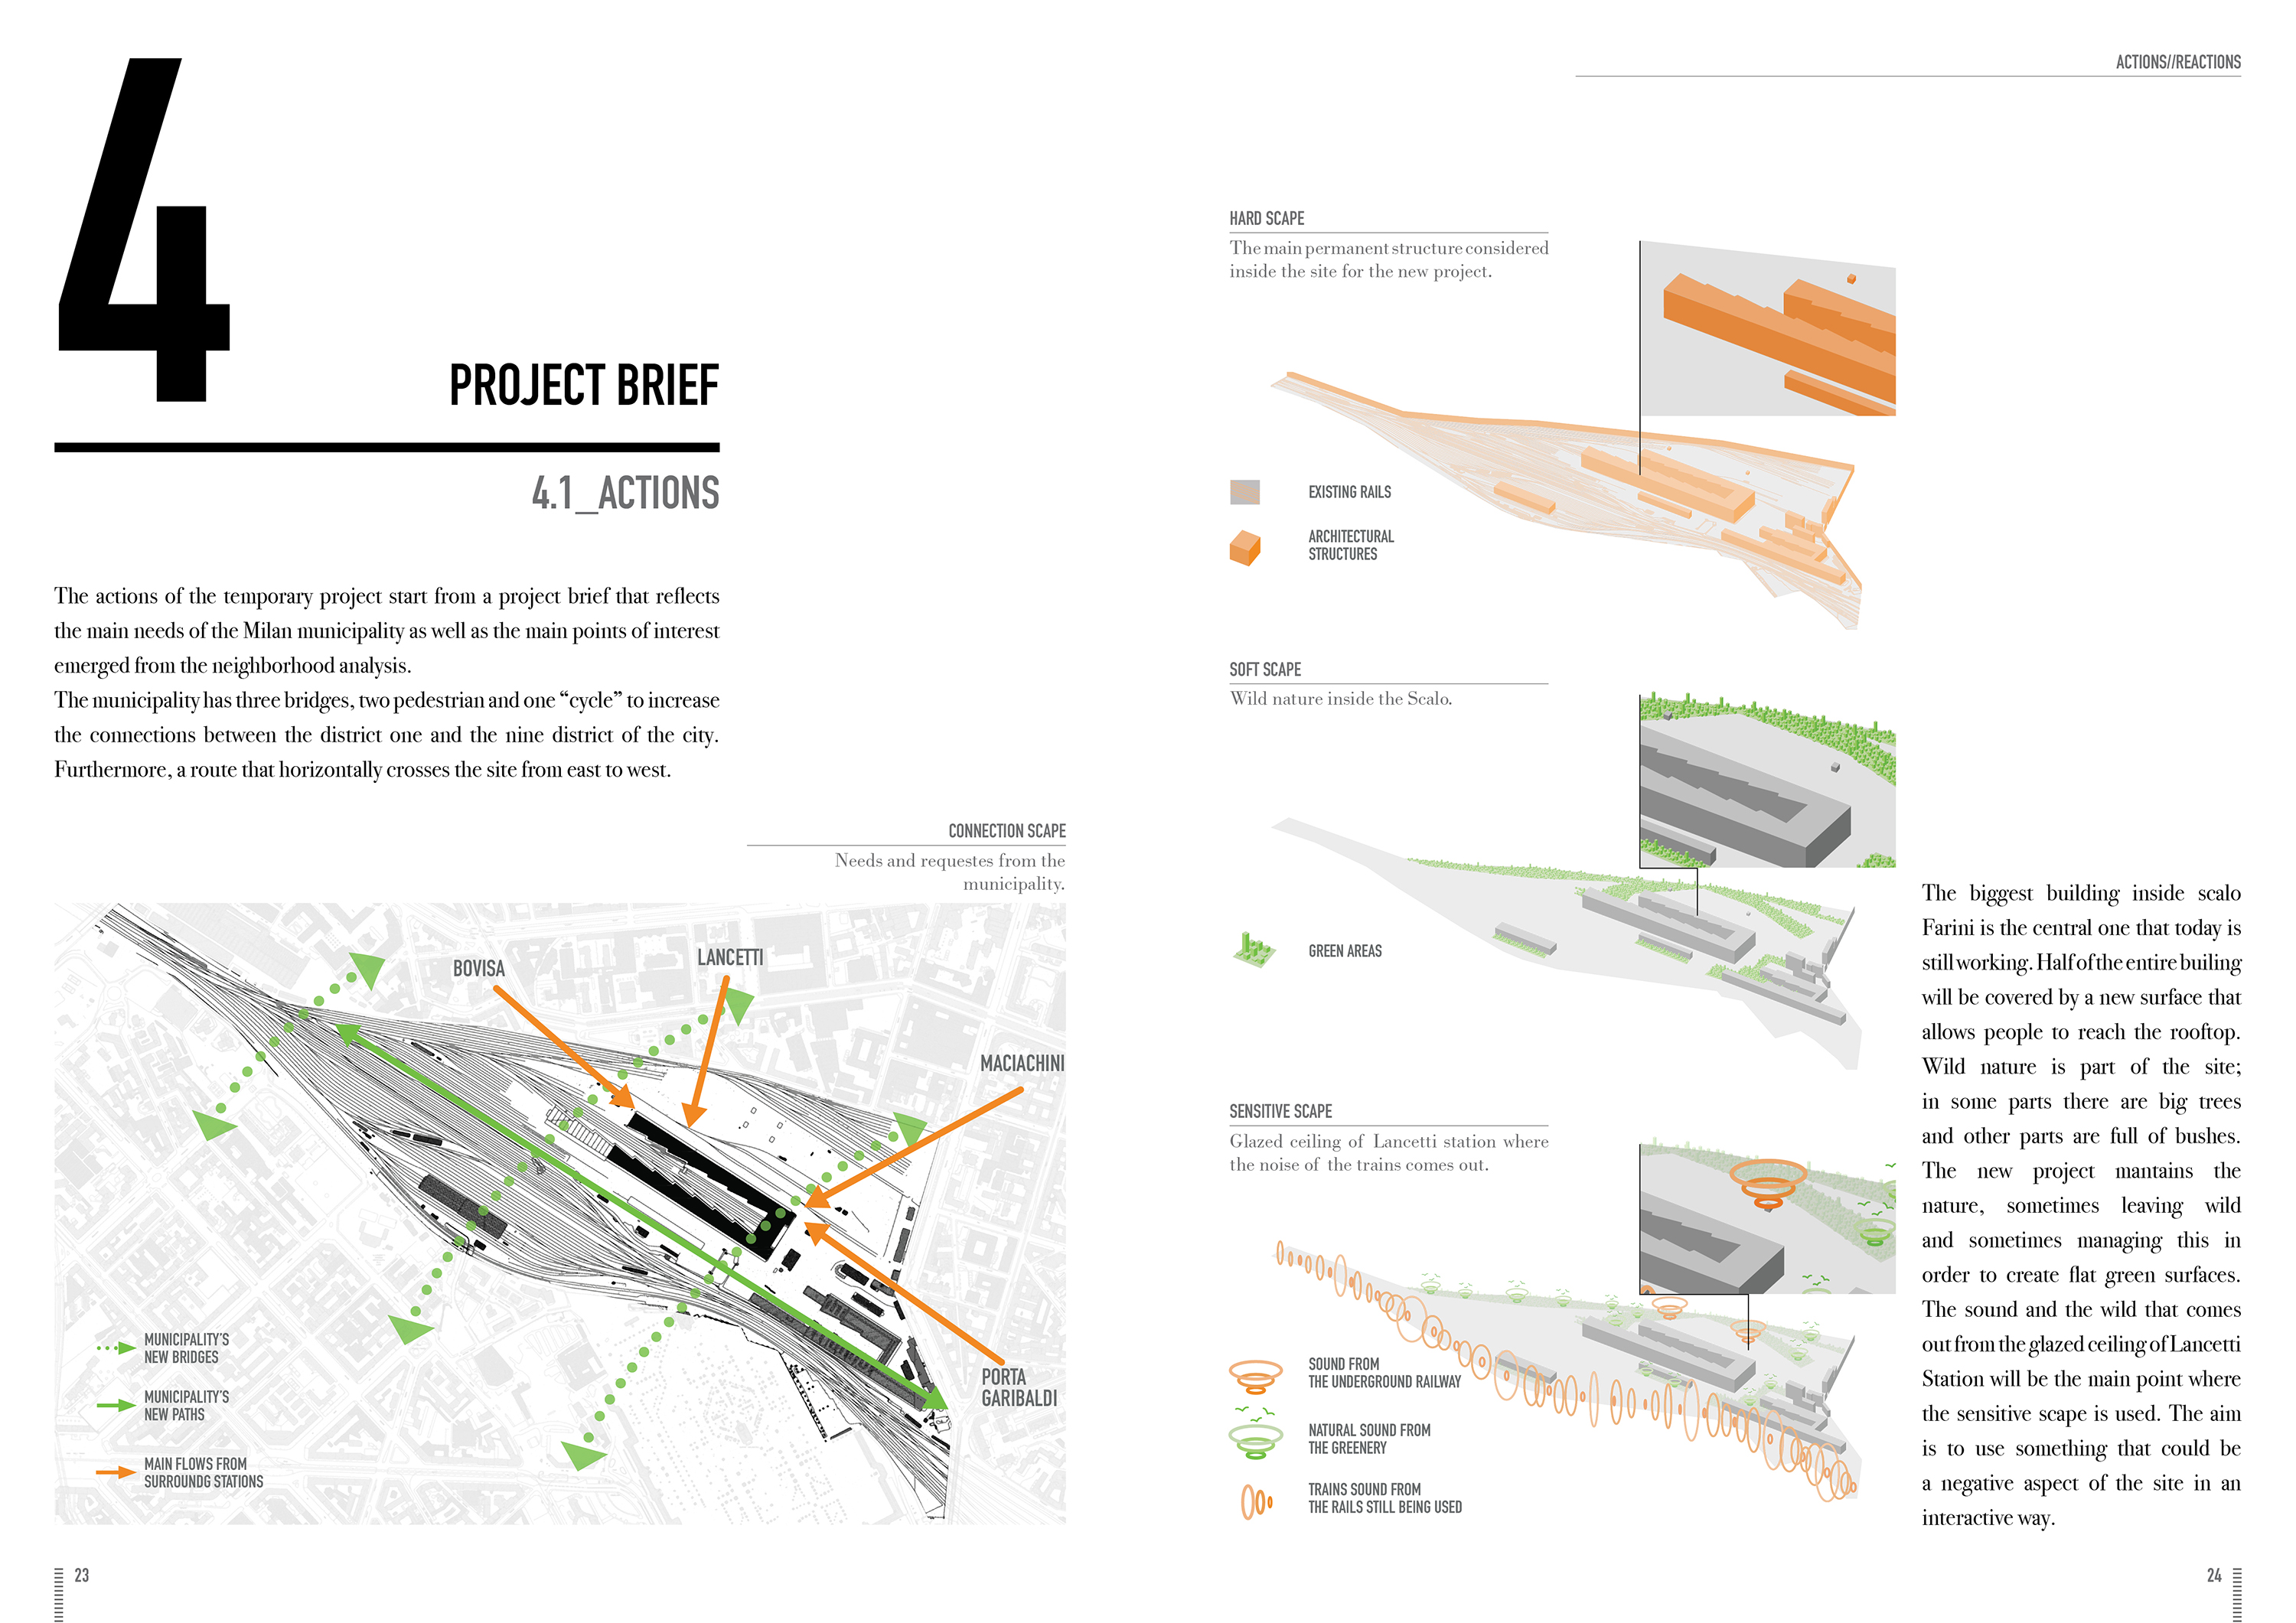 4
PROJECT BRIEF
4.1_ACTIONS
The actions of the temporary project start from a project brief that reflects
the main needs of the Milan municipality as well as the main points of interest
emerged from the neighborhood analysis.
The municipality has three bridges, two pedestrian and one “cycle” to increase
the connections between the district one and the nine district of the city.
Furthermore, a route that horizontally crosses the site from east to west.
CONNECTION SCAPE
Needs and requestes from the
municipality.
BOVISA
LANCETTI
MACIACHINI
PORTA
GARIBALDI
MUNICIPALITY'S
NEW BRIDGES
MUNICIPALITY'S
NEW PATHS
MAIN FLOWS FROM
SURROUNDG STATIONS
23
ACTIONS//REACTIONS
HARD SCAPE
The main permanent structure considered
inside the site for the new project.
EXISTING RAILS
ARCHITECTURAL
STRUCTURES
SOFT SCAPE
Wild nature inside the Scalo.
GREEN AREAS
SENSITIVE SCAPE
Glazed ceiling of Lancetti station where
the noise of the trains comes out.
SOUND FROM
THE UNDERGROUND RAILWAY
NATURAL SOUND FROM
THE GREENERY
TRAINS SOUND FROM
THE RAILS STILL BEING USED
The biggest building inside scalo
Farini is the central one that today is
still working. Half of the entire builing
will be covered by a new surface that
allows people to reach the rooftop.
Wild nature is part of the site;
in some parts there are big trees
and other parts are full of bushes.
The new project mantains the
nature, sometimes leaving wild
and sometimes managing this in
order to create flat green surfaces.
The sound and the wild that comes
out from the glazed ceiling of Lancetti
Station will be the main point where
the sensitive scape is used. The aim
is to use something that could be
a negative aspect of the site in an
interactive way.
24